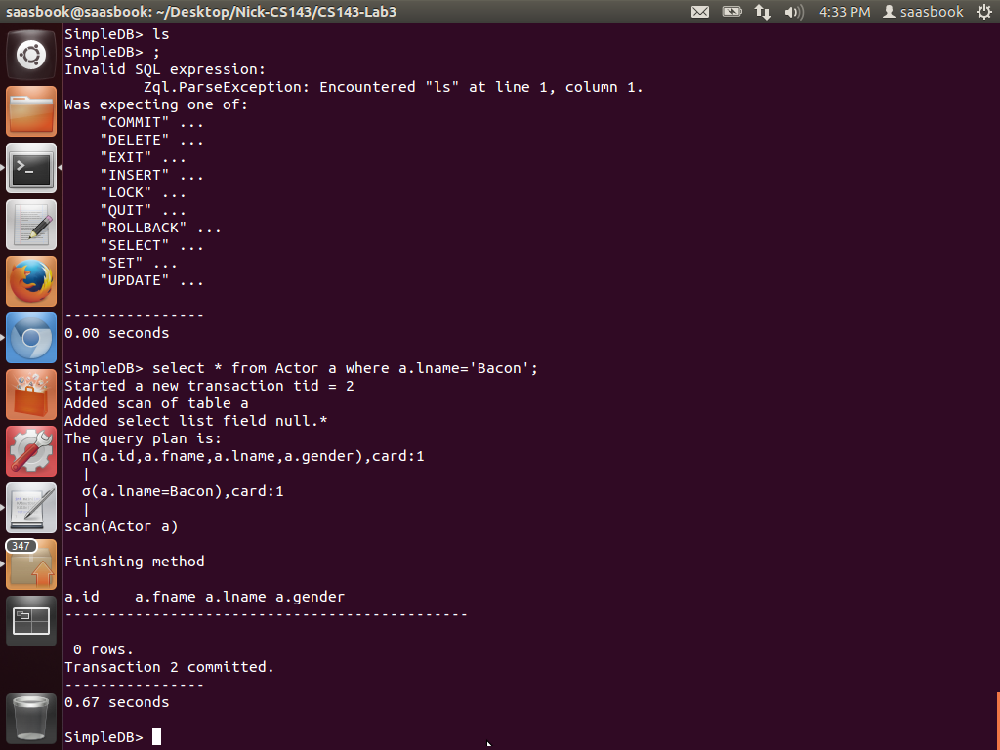 saasbook@saasbook: ~/Desktop/Nick-CS143/CS143-Lab3
4:33 PM
saasbook
SimpleDB> ls
SimpleDB> ;
Invalid SQL expression:
         Zql.ParseException: Encountered "ls" at line 1, column 1.
Was expecting one of:
    "COMMIT" ...
    "DELETE" ...
    "EXIT" ...
    "INSERT" ...
    "LOCK" ...
    "QUIT" ...
    "ROLLBACK" ...
    "SELECT" ...
    "SET" ...
    "UPDATE" ...
----------------
0.00 seconds
SimpleDB> select * from Actor a where a.lname='Bacon';
Started a new transaction tid = 2
Added scan of table a
Added select list field null.*
The query plan is:
  π(a.id,a.fname,a.lname,a.gender),card:1
  |
  σ(a.lname=Bacon),card:1
  |
scan(Actor a)
Finishing method
a.id    a.fname a.lname a.gender
----------------------------------------------
 0 rows.
Transaction 2 committed.
----------------
0.67 seconds
SimpleDB>
347